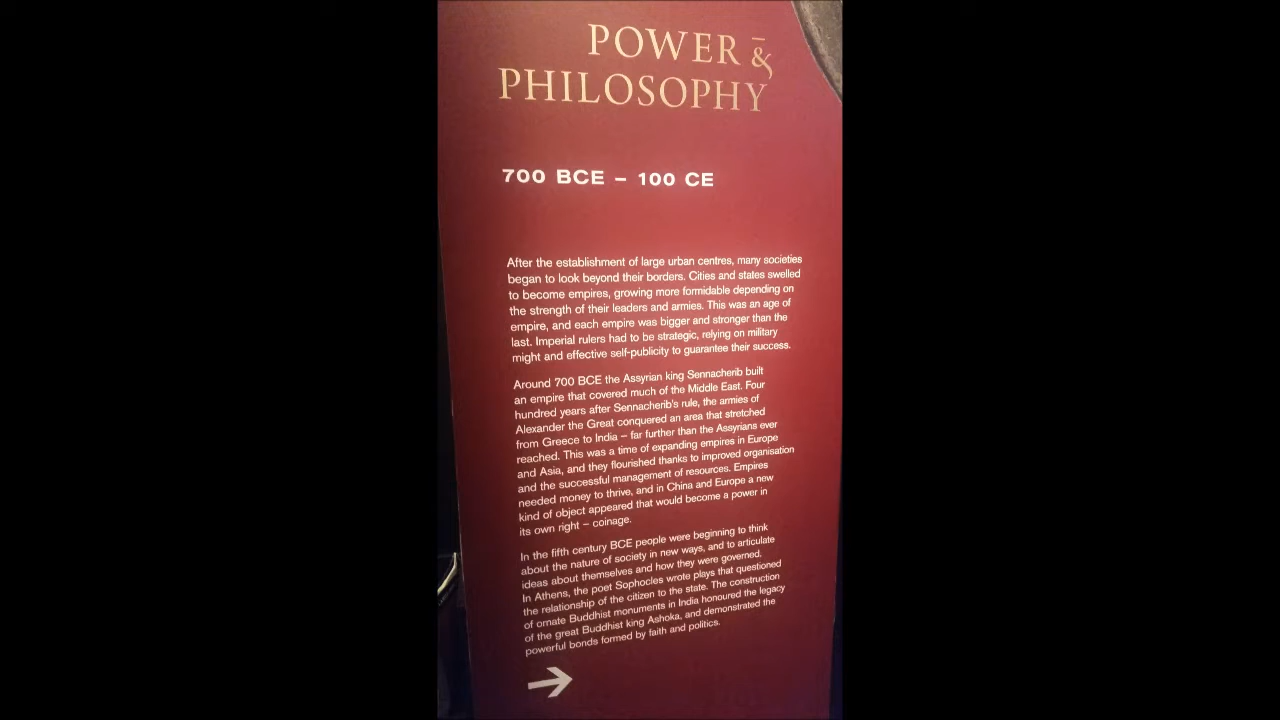 POWER &
PHILOSOPHY
700 BCE – 100 CE
After the establishment of large urban centres, many societies
began to look beyond their borders. Cities and states swelled
to become empires, growing more formidable depending on
the strength of their leaders and armies. This was an age of
empire, and each empire was bigger and stronger than the
last. Imperial rulers had to be strategic, relying on military
might and effective self-publicity to guarantee their success.
Around 700 BCE the Assyrian king Sennacherib built
an empire that covered much of the Middle East. Four
hundred years after Sennacherib's rule, the armies of
Alexander the Great conquered an area that stretched
from Greece to India – far further than the Assyrians ever
reached. This was a time of expanding empires in Europe
and Asia, and they flourished thanks to improved organisation
and the successful management of resources. Empires
needed money to thrive, and in China and Europe a new
kind of object appeared that would become a power in
its own right – coinage.
In the fifth century BCE people were beginning to think
about the nature of society in new ways, and to articulate
ideas about themselves and how they were governed.
In Athens, the poet Sophocles wrote plays that questioned
the relationship of the citizen to the state. The construction
of ornate Buddhist monuments in India honoured the legacy
of the great Buddhist king Ashoka, and demonstrated the
powerful bonds formed by faith and politics.